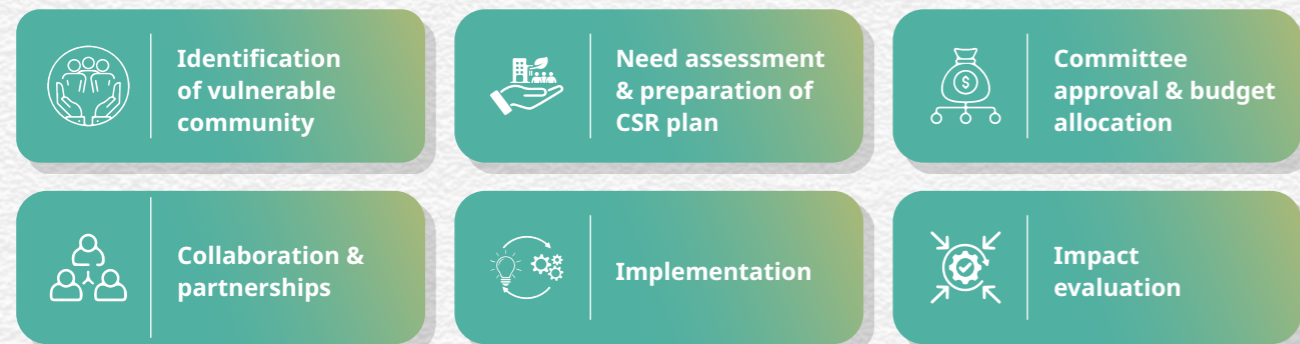 Identification
of vulnerable
community
Need assessment
& preparation of
CSR plan
Committee
approval & budget
allocation
$
Collaboration &
partnerships
Implementation
Impact
evaluation